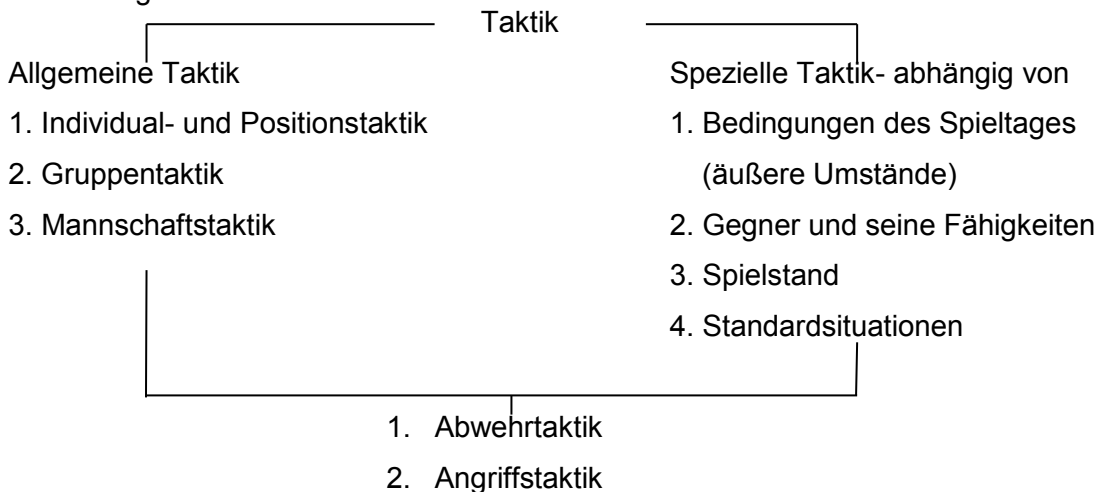 Taktik
Allgemeine Taktik
1. Individual- und Positionstaktik
2. Gruppentaktik
3. Mannschaftstaktik
Spezielle Taktik- abhängig von
1. Bedingungen des Spieltages
(äußere Umstände)
2. Gegner und seine Fähigkeiten
3. Spielstand
4. Standardsituationen
1. Abwehrtaktik
2. Angriffstaktik